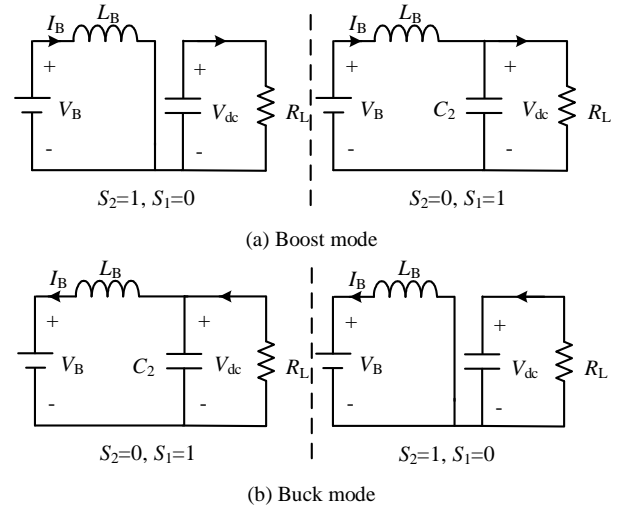 I_B L_B
+ V_B - + V_dc - R_L
S_2=1, S_1=0
I_B L_B
+ V_B - C_2 + V_dc - R_L
S_2=0, S_1=1
(a) Boost mode
I_B L_B
+ V_B - C_2 + V_dc - R_L
S_2=0, S_1=1
I_B L_B
+ V_B - + V_dc - R_L
S_2=1, S_1=0
(b) Buck mode